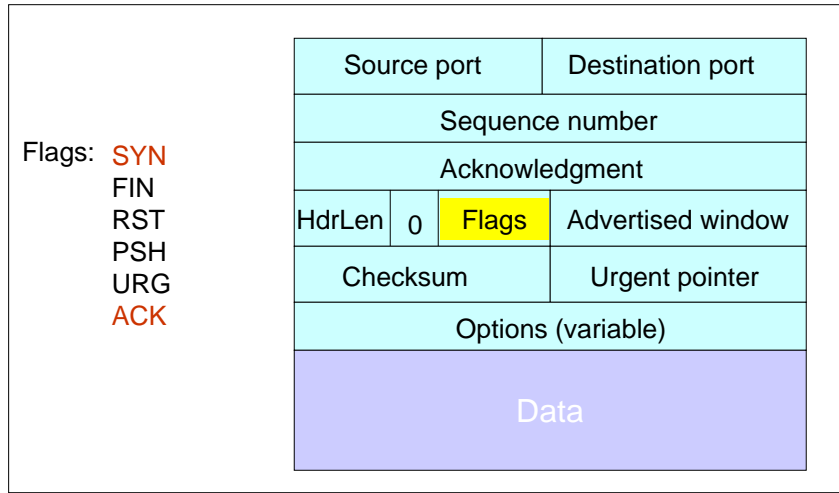 Source port Destination port
Sequence number
Flags: SYN
Acknowledgment
FIN
HdrLen 0 Flags Advertised window
RST
PSH
URG
Checksum Urgent pointer
ACK
Options (variable)
Data